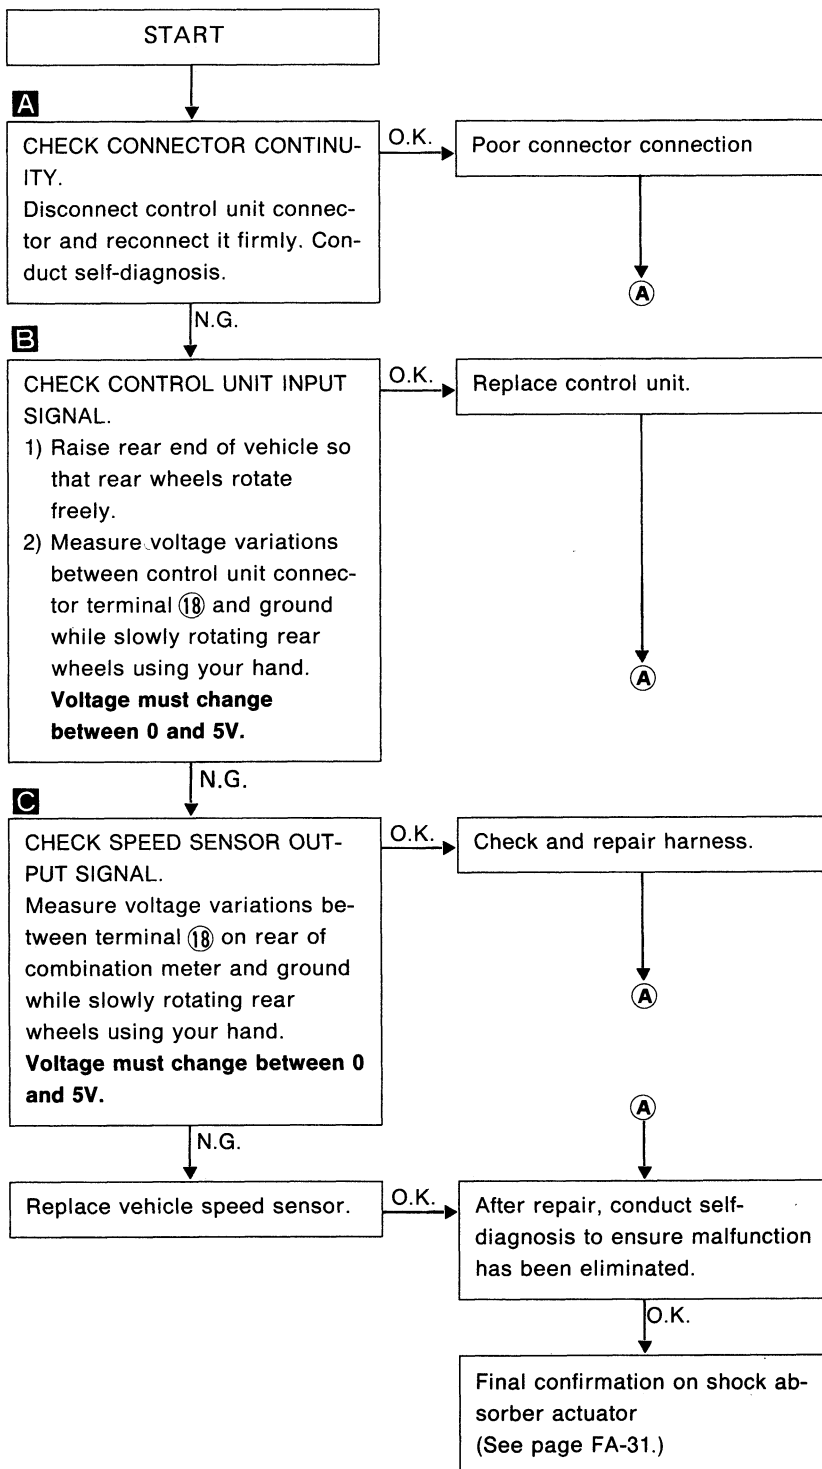 START
A
CHECK CONNECTOR CONTINU-
ITY.
Disconnect control unit connec-
tor and reconnect it firmly. Con-
duct self-diagnosis.
O.K.
Poor connector connection
Ⓐ
N.G.
B
CHECK CONTROL UNIT INPUT
SIGNAL.
1) Raise rear end of vehicle so
that rear wheels rotate
freely.
2) Measure voltage variations
between control unit connec-
tor terminal ⑱ and ground
while slowly rotating rear
wheels using your hand.
Voltage must change
between 0 and 5V.
O.K.
Replace control unit.
Ⓐ
N.G.
C
CHECK SPEED SENSOR OUT-
PUT SIGNAL.
Measure voltage variations be-
tween terminal ⑱ on rear of
combination meter and ground
while slowly rotating rear
wheels using your hand.
Voltage must change between 0
and 5V.
O.K.
Check and repair harness.
Ⓐ
Ⓐ
N.G.
Replace vehicle speed sensor.
O.K.
After repair, conduct self-
diagnosis to ensure malfunction
has been eliminated.
O.K.
Final confirmation on shock ab-
sorber actuator
(See page FA-31.)